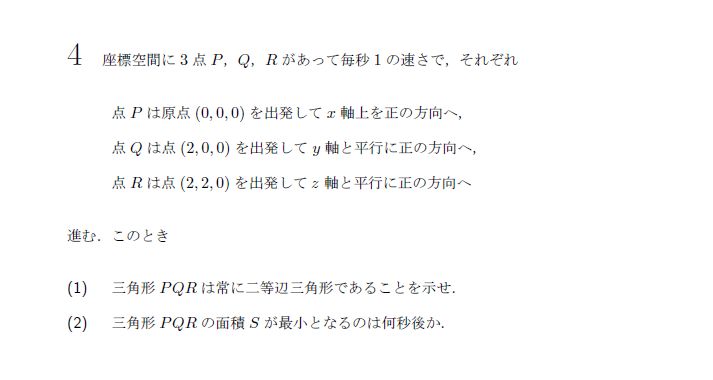 4 座標空間に 3 点 P，Q，R があって毎秒 1 の速さで，それぞれ
点 P は原点 (0, 0, 0) を出発して x 軸上を正の方向へ，
点 Q は点 (2, 0, 0) を出発して y 軸と平行に正の方向へ，
点 R は点 (2, 2, 0) を出発して z 軸と平行に正の方向へ
進む．このとき
(1) 三角形 PQR は常に二等辺三角形であることを示せ．
(2) 三角形 PQR の面積 S が最小となるのは何秒後か．